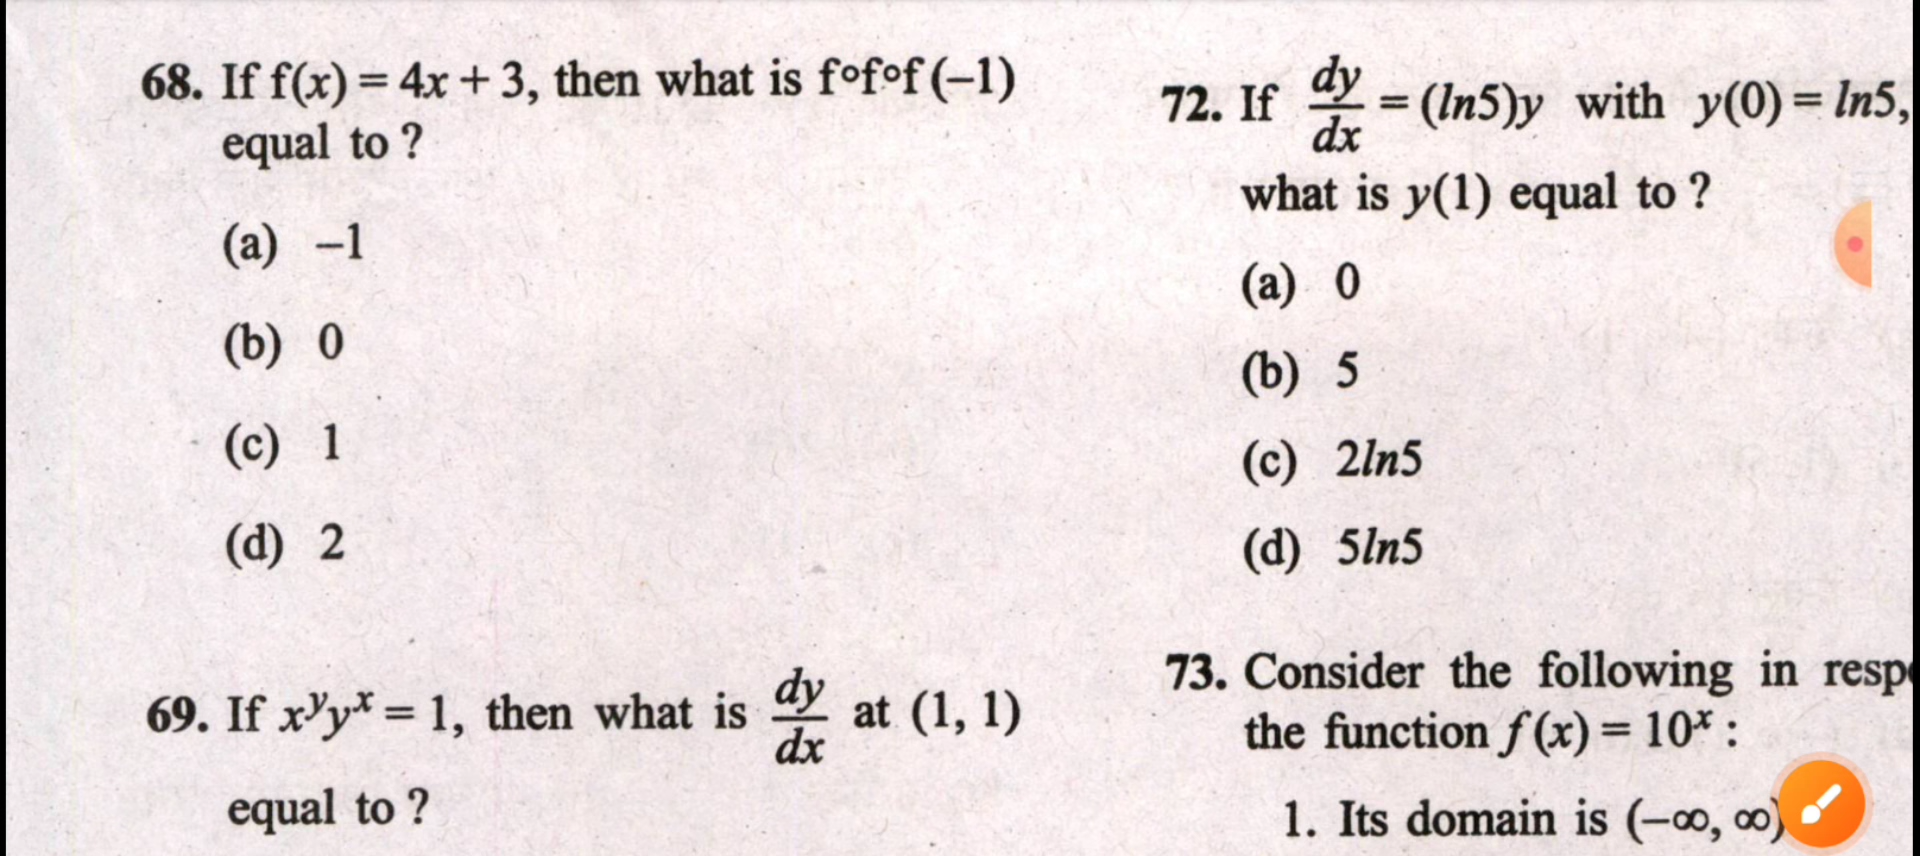 68. If f(x) = 4x + 3, then what is f∘f∘f(–1)
equal to ?
(a) –1
(b) 0
(c) 1
(d) 2
69. If xʸyˣ = 1, then what is dy/dx at (1, 1)
equal to ?
72. If dy/dx = (ln5)y with y(0) = ln5,
what is y(1) equal to ?
(a) 0
(b) 5
(c) 2ln5
(d) 5ln5
73. Consider the following in
the function f(x) = 10ˣ :
1. Its domain is (–∞, ∞)